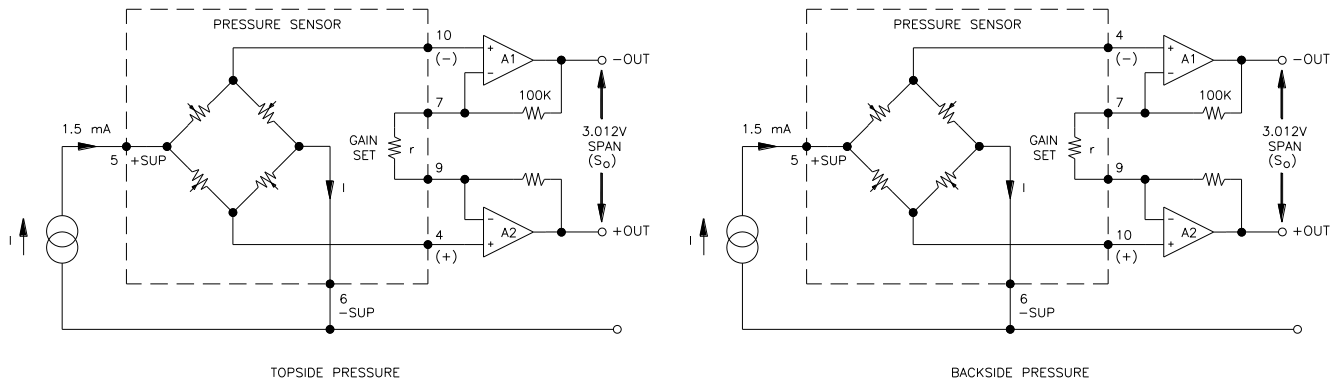 PRESSURE SENSOR
10
(-)
+
A1
-
-OUT
7
100K
1.5 mA
GAIN
SET
r
3.012V
SPAN
(So)
5
+SUP
I
9
I
-
A2
+
+OUT
4
(+)
6
-SUP
TOPSIDE PRESSURE
PRESSURE SENSOR
4
(-)
+
A1
-
-OUT
7
100K
1.5 mA
GAIN
SET
r
3.012V
SPAN
(So)
5
+SUP
I
9
I
-
A2
+
+OUT
10
(+)
6
-SUP
BACKSIDE PRESSURE